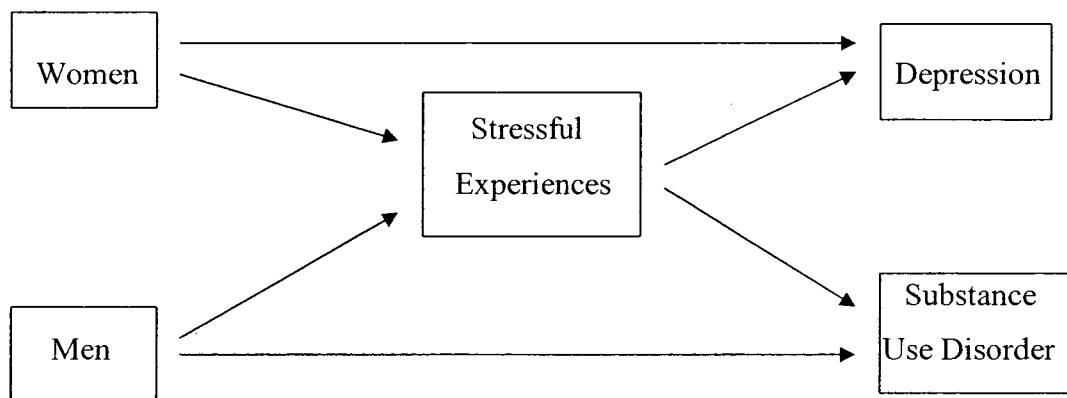 Women
Depression
Stressful
Experiences
Men
Substance
Use Disorder